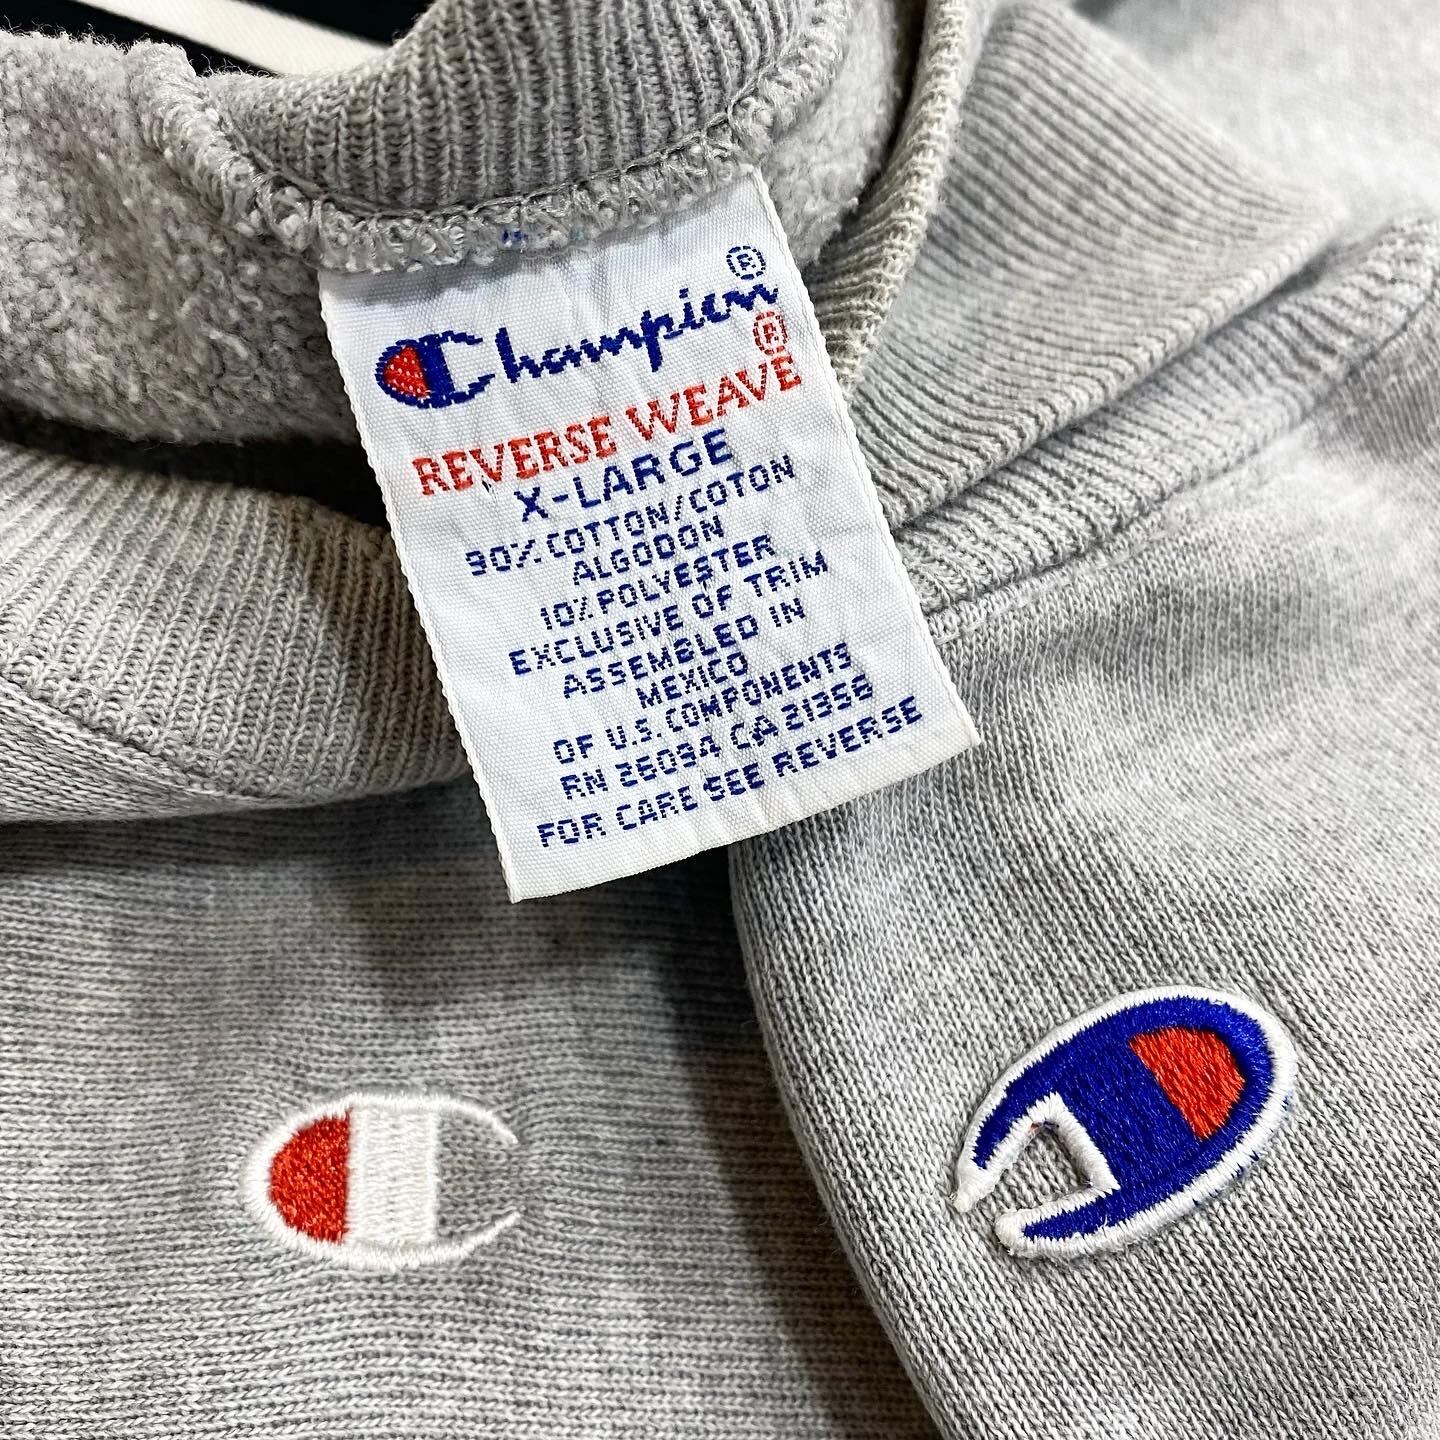 Champion®
REVERSE WEAVE®
X-LARGE
90% COTTON/COTON
ALGODON
10% POLYESTER
EXCLUSIVE OF TRIM
ASSEMBLED IN
MEXICO
OF U.S. COMPONENTS
RN 26094 CA 21358
FOR CARE SEE REVERSE